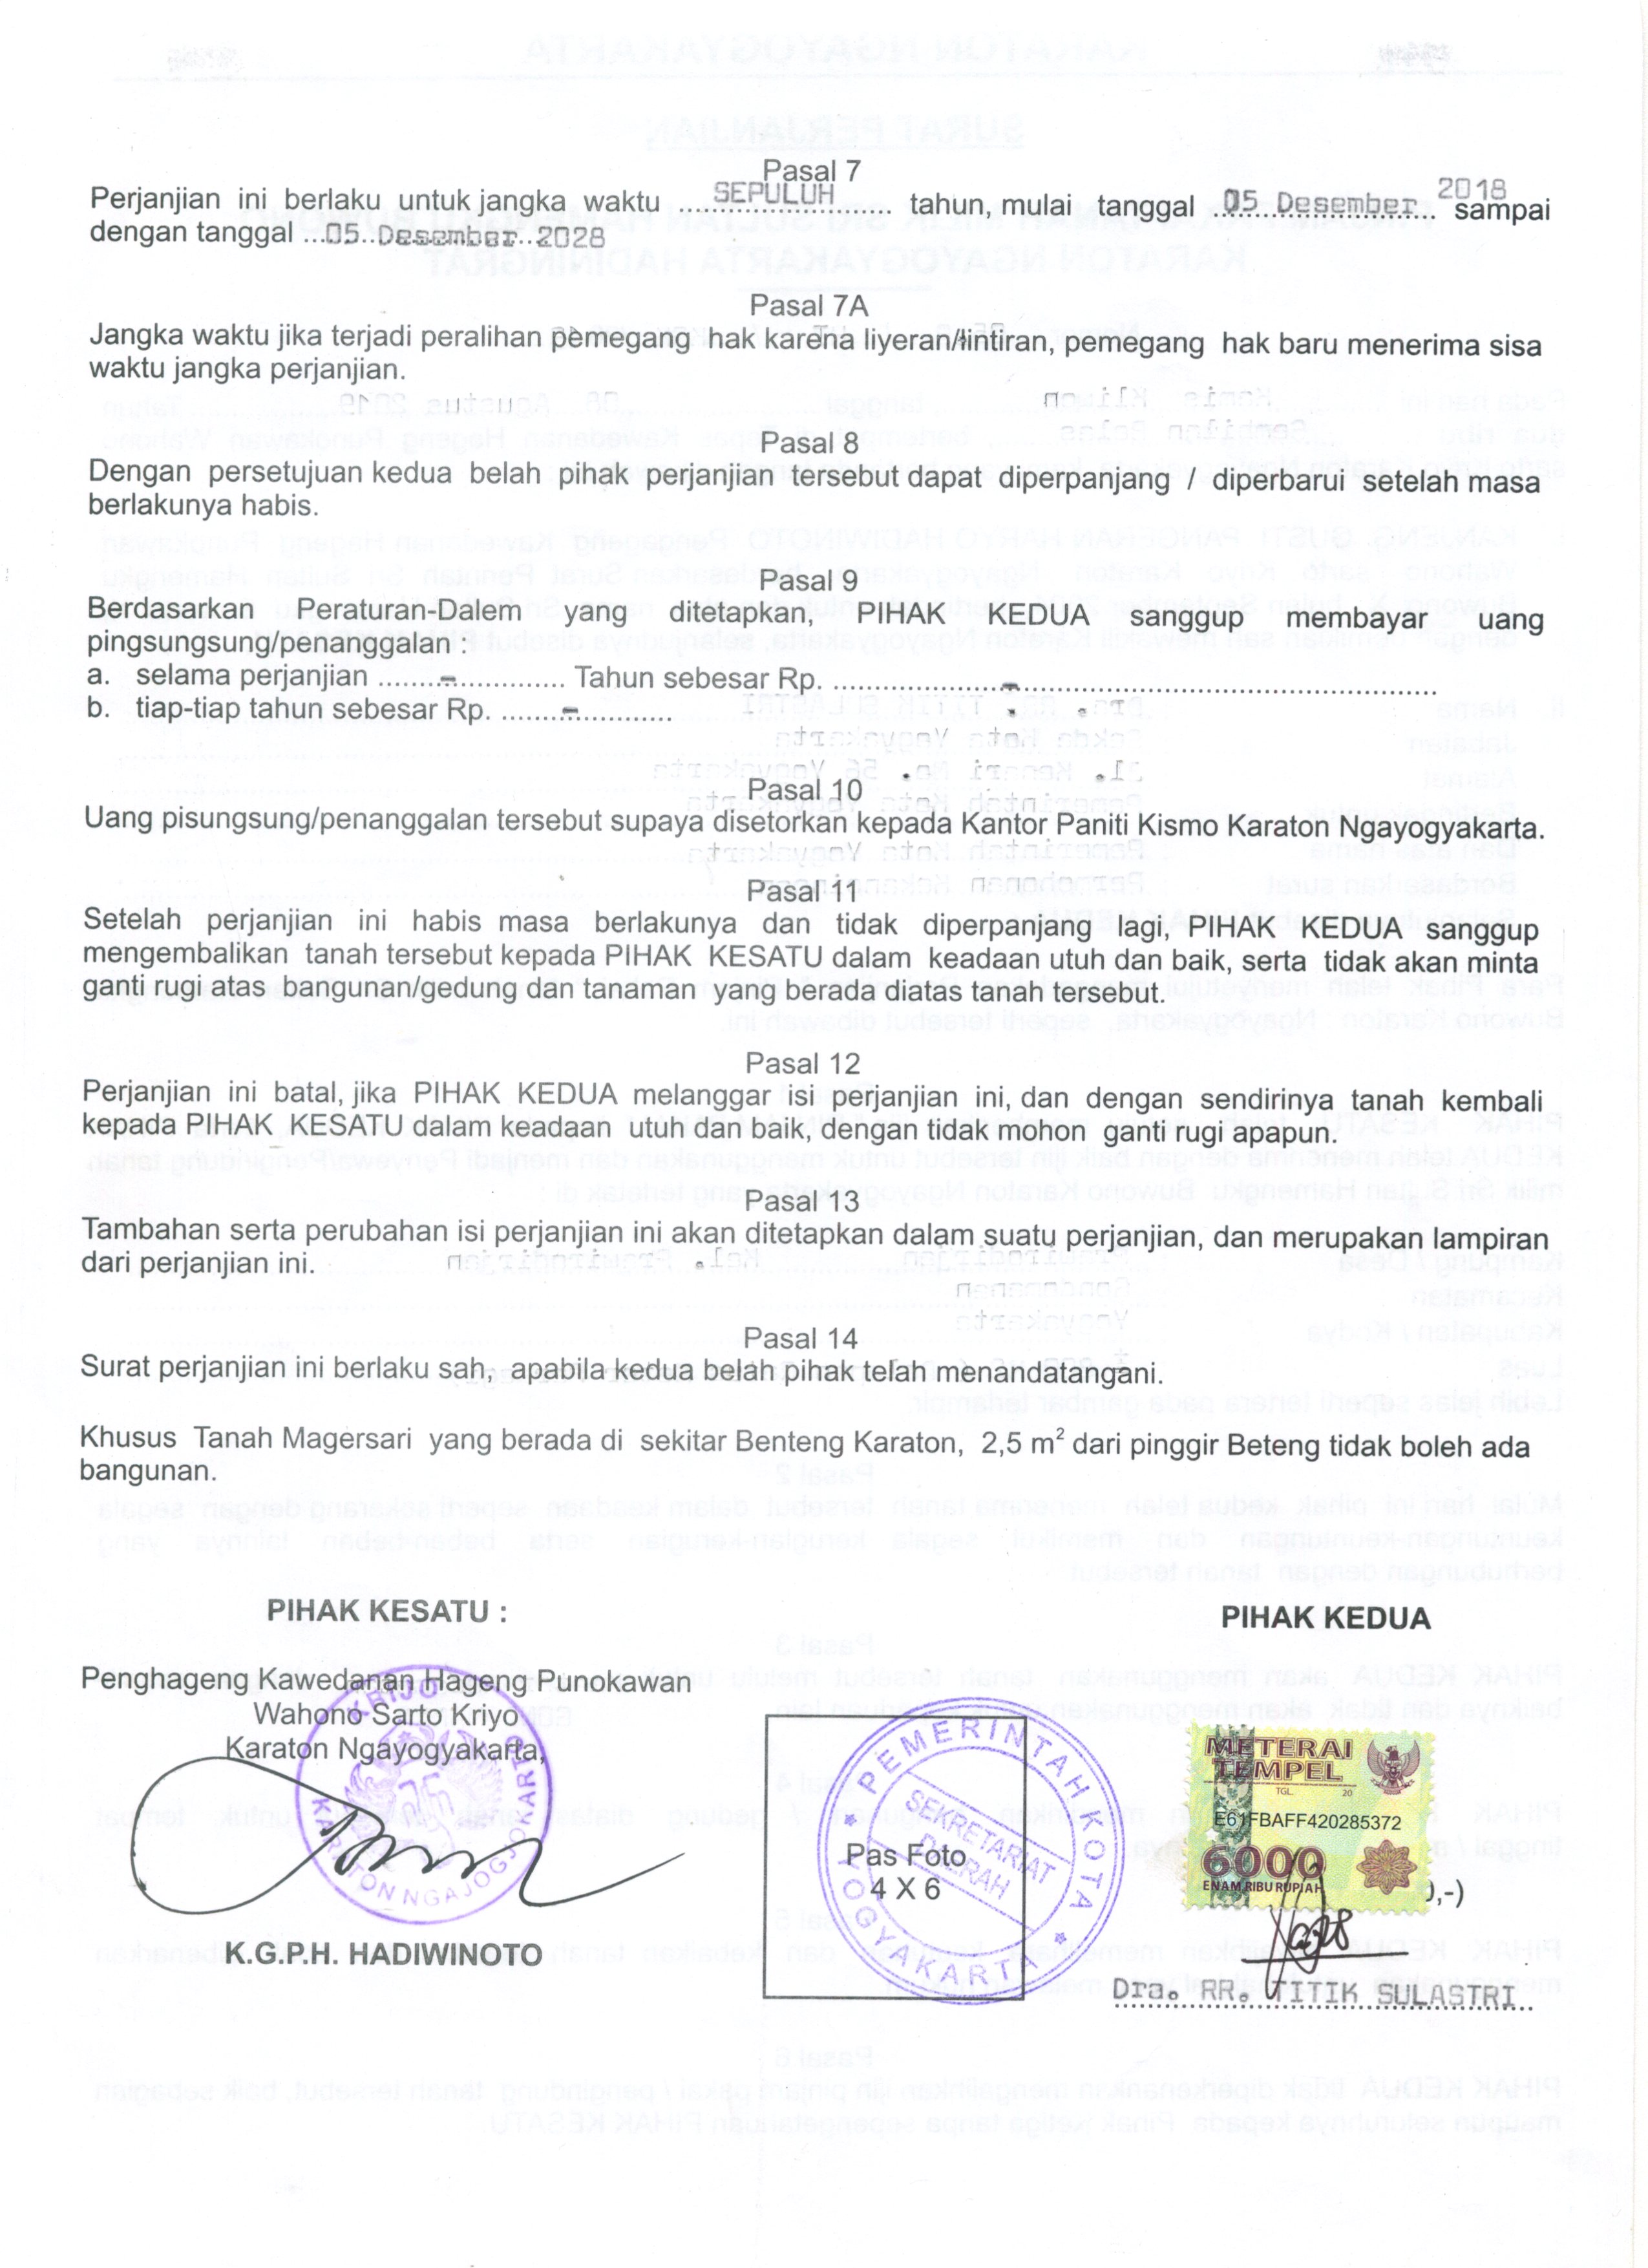 Pasal 7
Perjanjian ini berlaku untuk jangka waktu ...SEPULUH... tahun, mulai tanggal ..05 Desember.. 2018 sampai
dengan tanggal ...05 Desember 2028
Pasal 7A
Jangka waktu jika terjadi peralihan pemegang hak karena liyeran/lintiran, pemegang hak baru menerima sisa
waktu jangka perjanjian.
Pasal 8
Dengan persetujuan kedua belah pihak perjanjian tersebut dapat diperpanjang / diperbarui setelah masa
berlakunya habis.
Pasal 9
Berdasarkan Peraturan-Dalem yang ditetapkan, PIHAK KEDUA sanggup membayar uang
pingsungsung/penanggalan :
a. selama perjanjian .........-............... Tahun sebesar Rp. ....................-..................................................
b. tiap-tiap tahun sebesar Rp. ........-............
Pasal 10
Uang pisungsung/penanggalan tersebut supaya disetorkan kepada Kantor Paniti Kismo Karaton Ngayogyakarta.
Pasal 11
Setelah perjanjian ini habis masa berlakunya dan tidak diperpanjang lagi, PIHAK KEDUA sanggup
mengembalikan tanah tersebut kepada PIHAK KESATU dalam keadaan utuh dan baik, serta tidak akan minta
ganti rugi atas bangunan/gedung dan tanaman yang berada diatas tanah tersebut.
Pasal 12
Perjanjian ini batal, jika PIHAK KEDUA melanggar isi perjanjian ini, dan dengan sendirinya tanah kembali
kepada PIHAK KESATU dalam keadaan utuh dan baik, dengan tidak mohon ganti rugi apapun.
Pasal 13
Tambahan serta perubahan isi perjanjian ini akan ditetapkan dalam suatu perjanjian, dan merupakan lampiran
dari perjanjian ini.
Pasal 14
Surat perjanjian ini berlaku sah, apabila kedua belah pihak telah menandatangani.
Khusus Tanah Magersari yang berada di sekitar Benteng Karaton, 2,5 m² dari pinggir Beteng tidak boleh ada
bangunan.
PIHAK KESATU :
Penghageng Kawedanan Hageng Punokawan
Wahono Sarto Kriyo
Karaton Ngayogyakarta,
KARATON NGAJOGJOKARTA
K.G.P.H. HADIWINOTO
Pas Foto
4 X 6
PEMERINTAH KOTA
SEKRETARIAT
DAERAH
YOGYAKARTA
PIHAK KEDUA
METERAI
TEMPEL
TGL. 20
E61FBAFF420285372
6000
ENAM RIBU RUPIAH
),-)
Dra. RR. TITIK SULASTRI